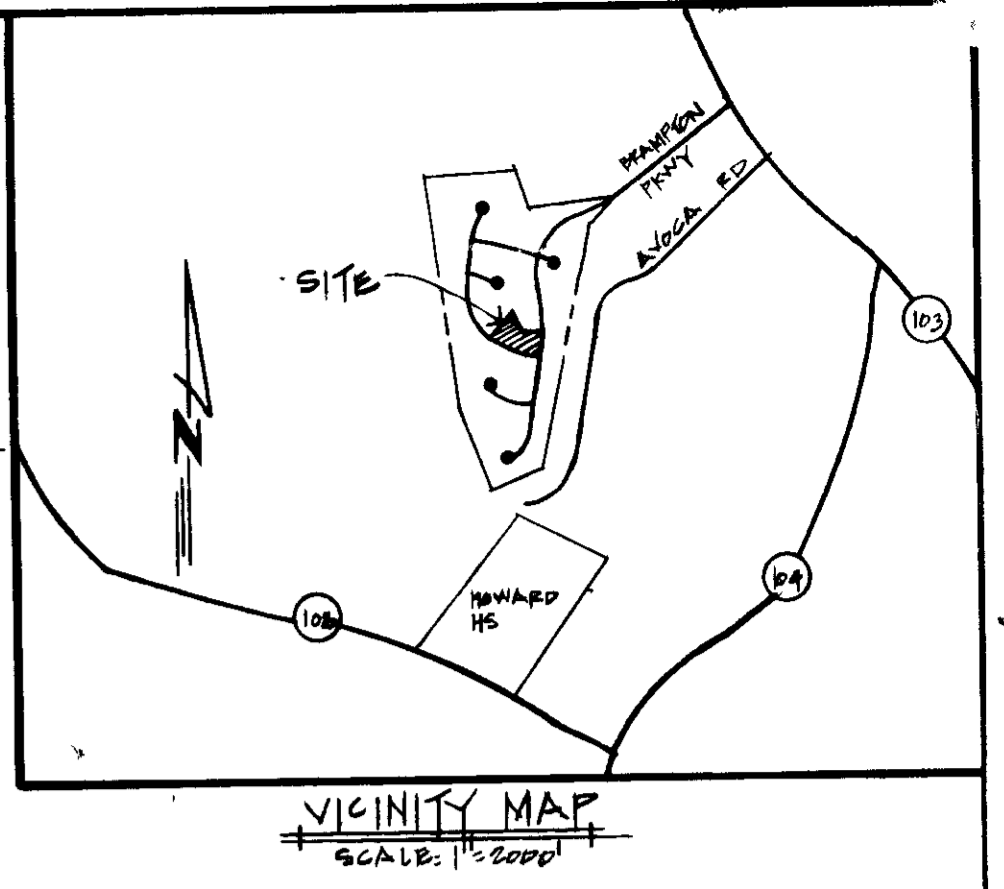 BRAMPTON
PKWY
AVOCA RD
SITE
103
N
104
HOWARD
HS
VICINITY MAP
SCALE: 1"=2000'